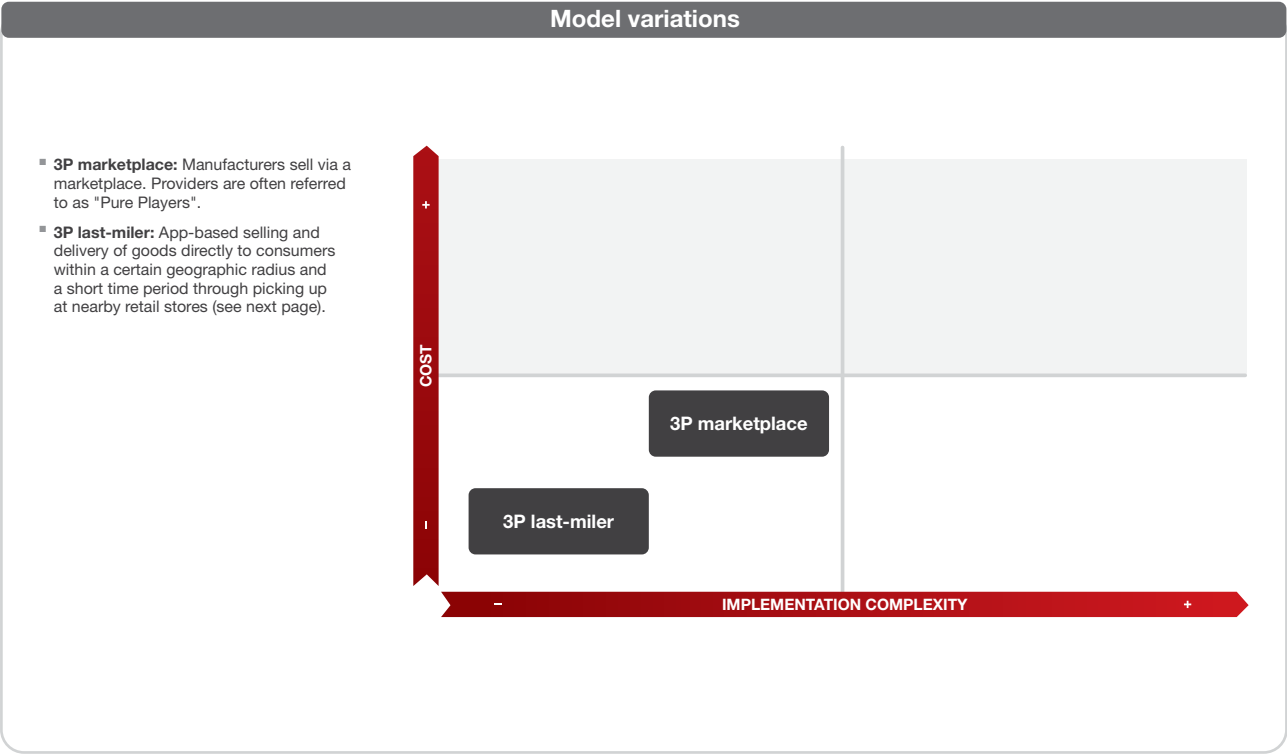 Model variations
3P marketplace: Manufacturers sell via a
marketplace. Providers are often referred
to as "Pure Players".
3P last-miler: App-based selling and
delivery of goods directly to consumers
within a certain geographic radius and
a short time period through picking up
at nearby retail stores (see next page).
+
COST
–
3P marketplace
3P last-miler
–
IMPLEMENTATION COMPLEXITY
+